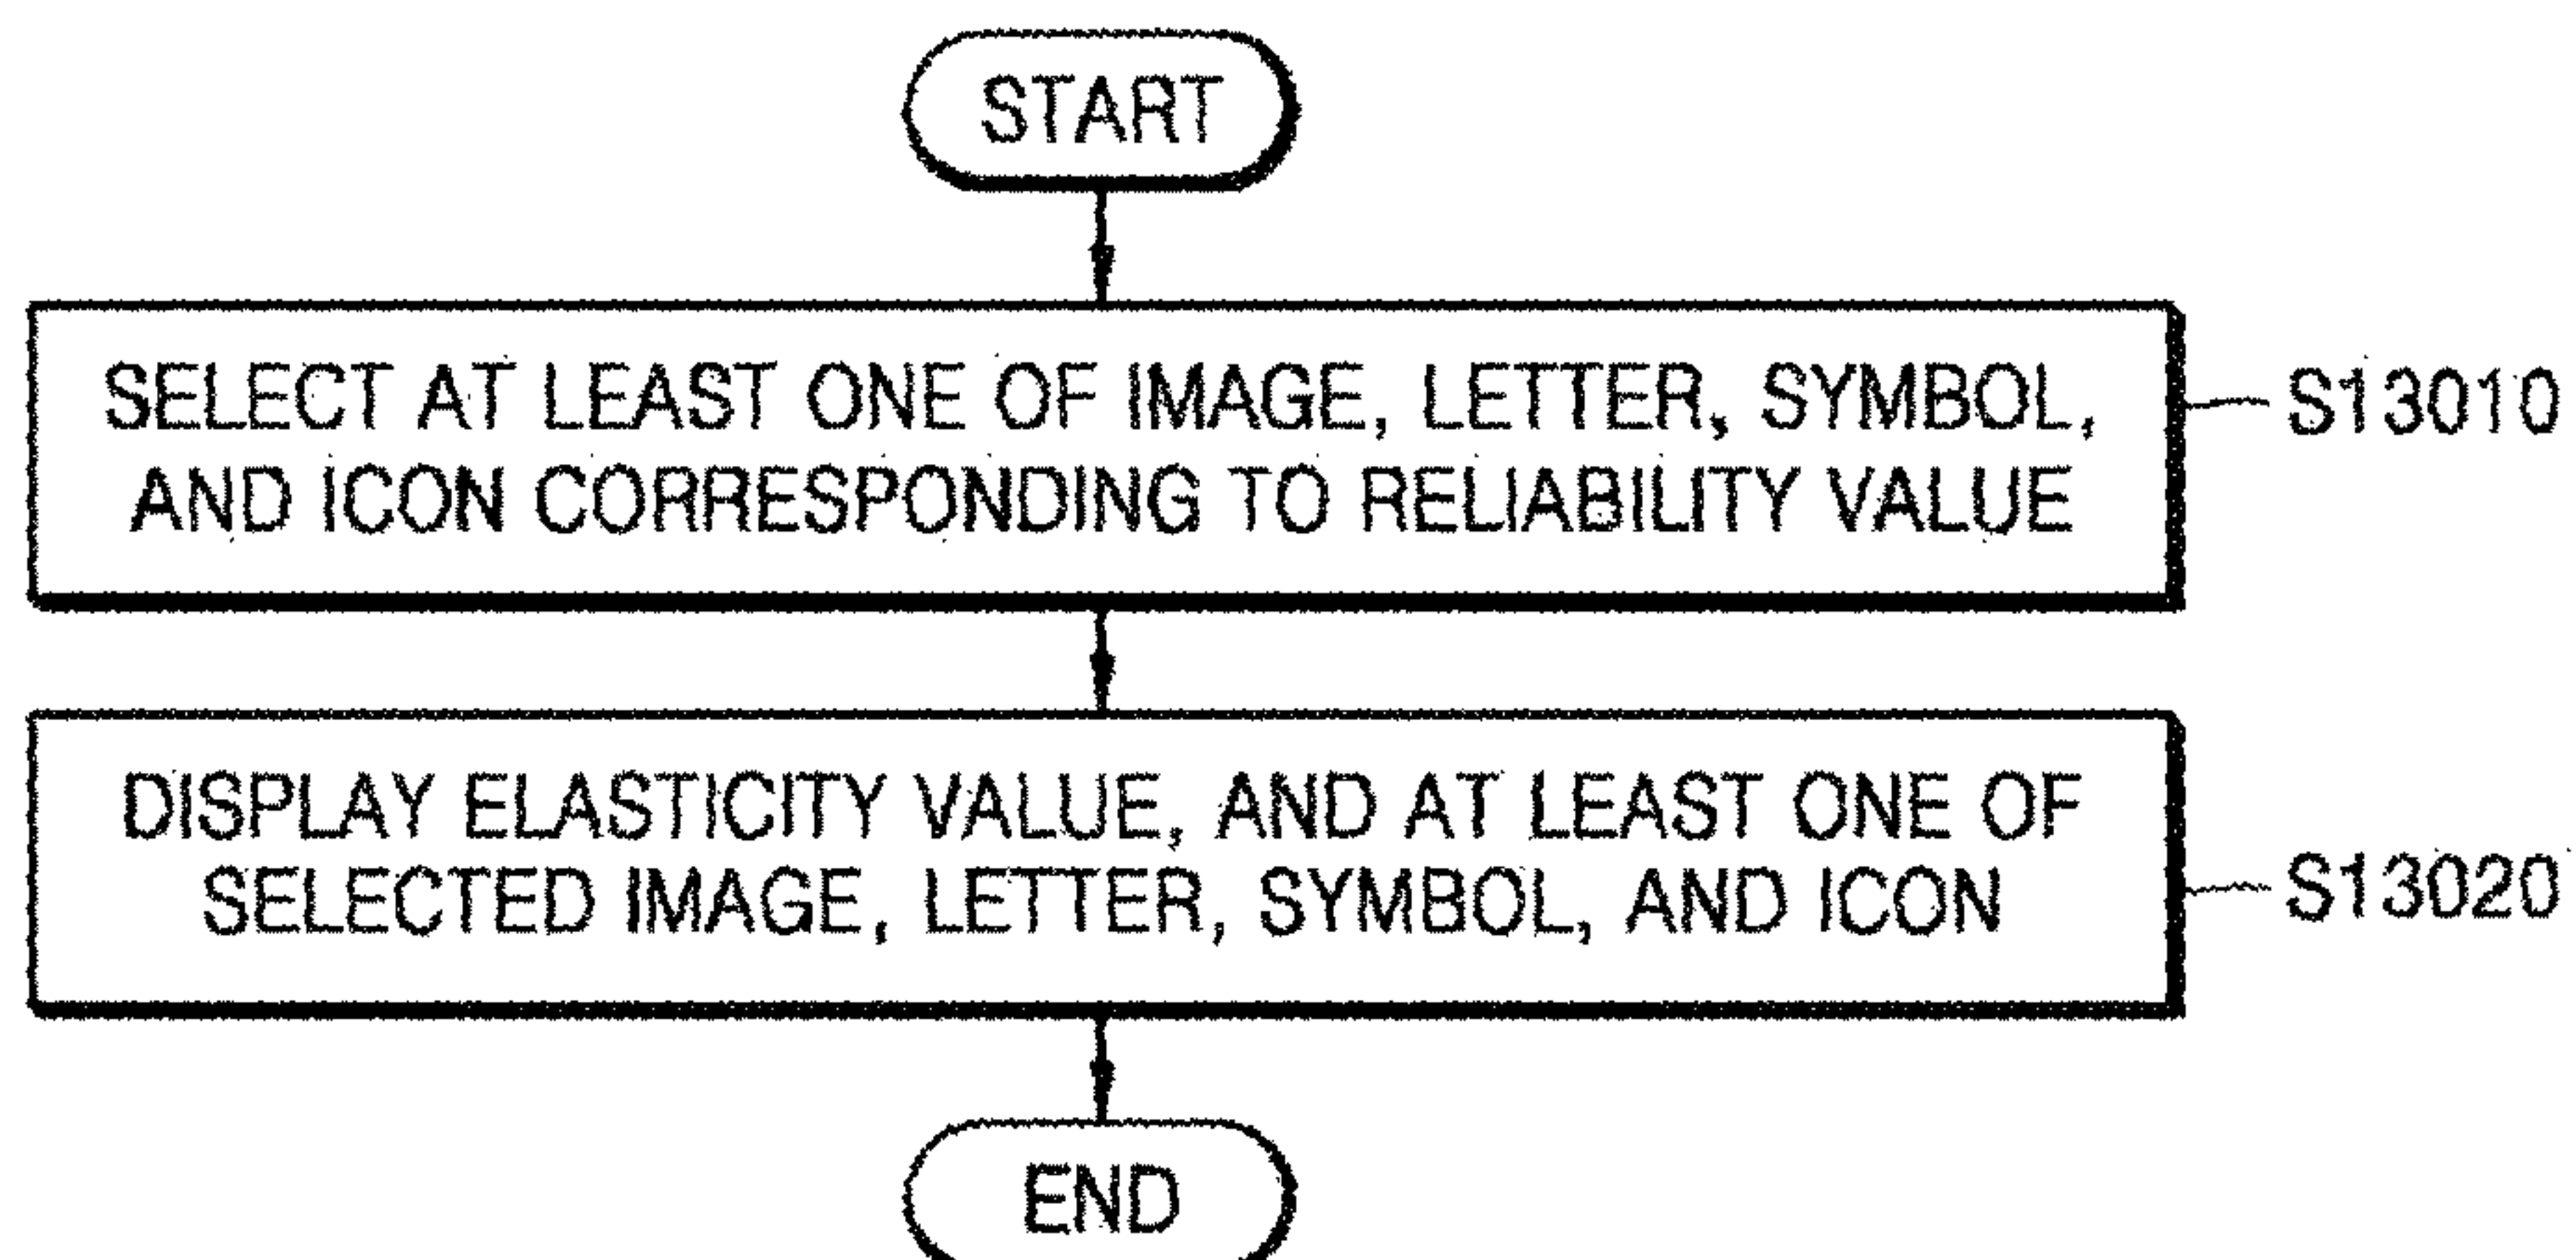 START
SELECT AT LEAST ONE OF IMAGE, LETTER, SYMBOL,
AND ICON CORRESPONDING TO RELIABILITY VALUE
S13010
DISPLAY ELASTICITY VALUE, AND AT LEAST ONE OF
SELECTED IMAGE, LETTER, SYMBOL, AND ICON
S13020
END